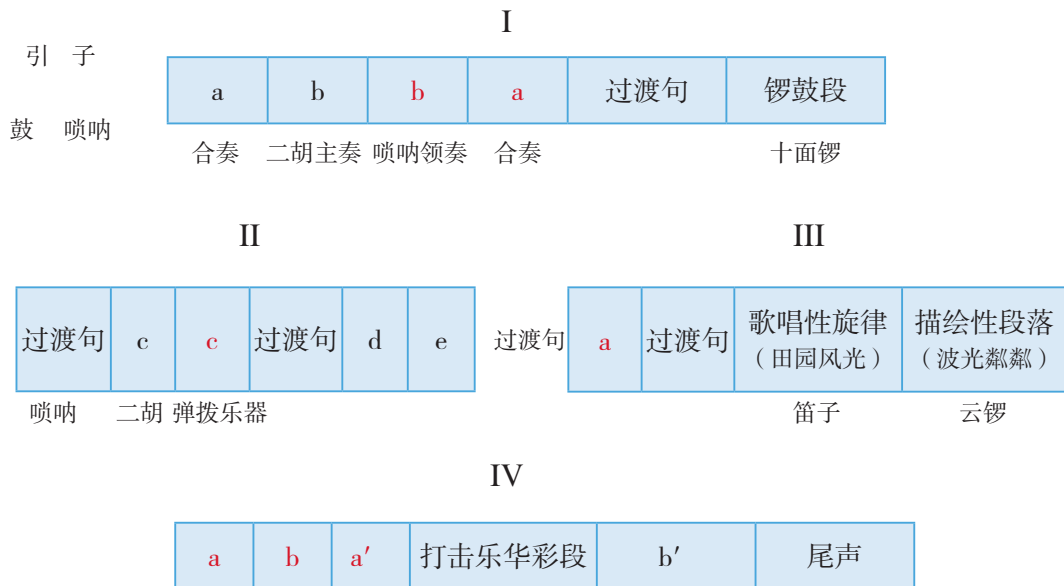 I
引 子
a b b a 过渡句 锣鼓段
鼓 唢呐
合奏 二胡主奏 唢呐领奏 合奏 十面锣
II
过渡句 c c 过渡句 d e
唢呐 二胡 弹拨乐器
III
过渡句 a 过渡句 歌唱性旋律 描绘性段落
（田园风光） （波光粼粼）
笛子 云锣
IV
a b a′ 打击乐华彩段 b′ 尾声